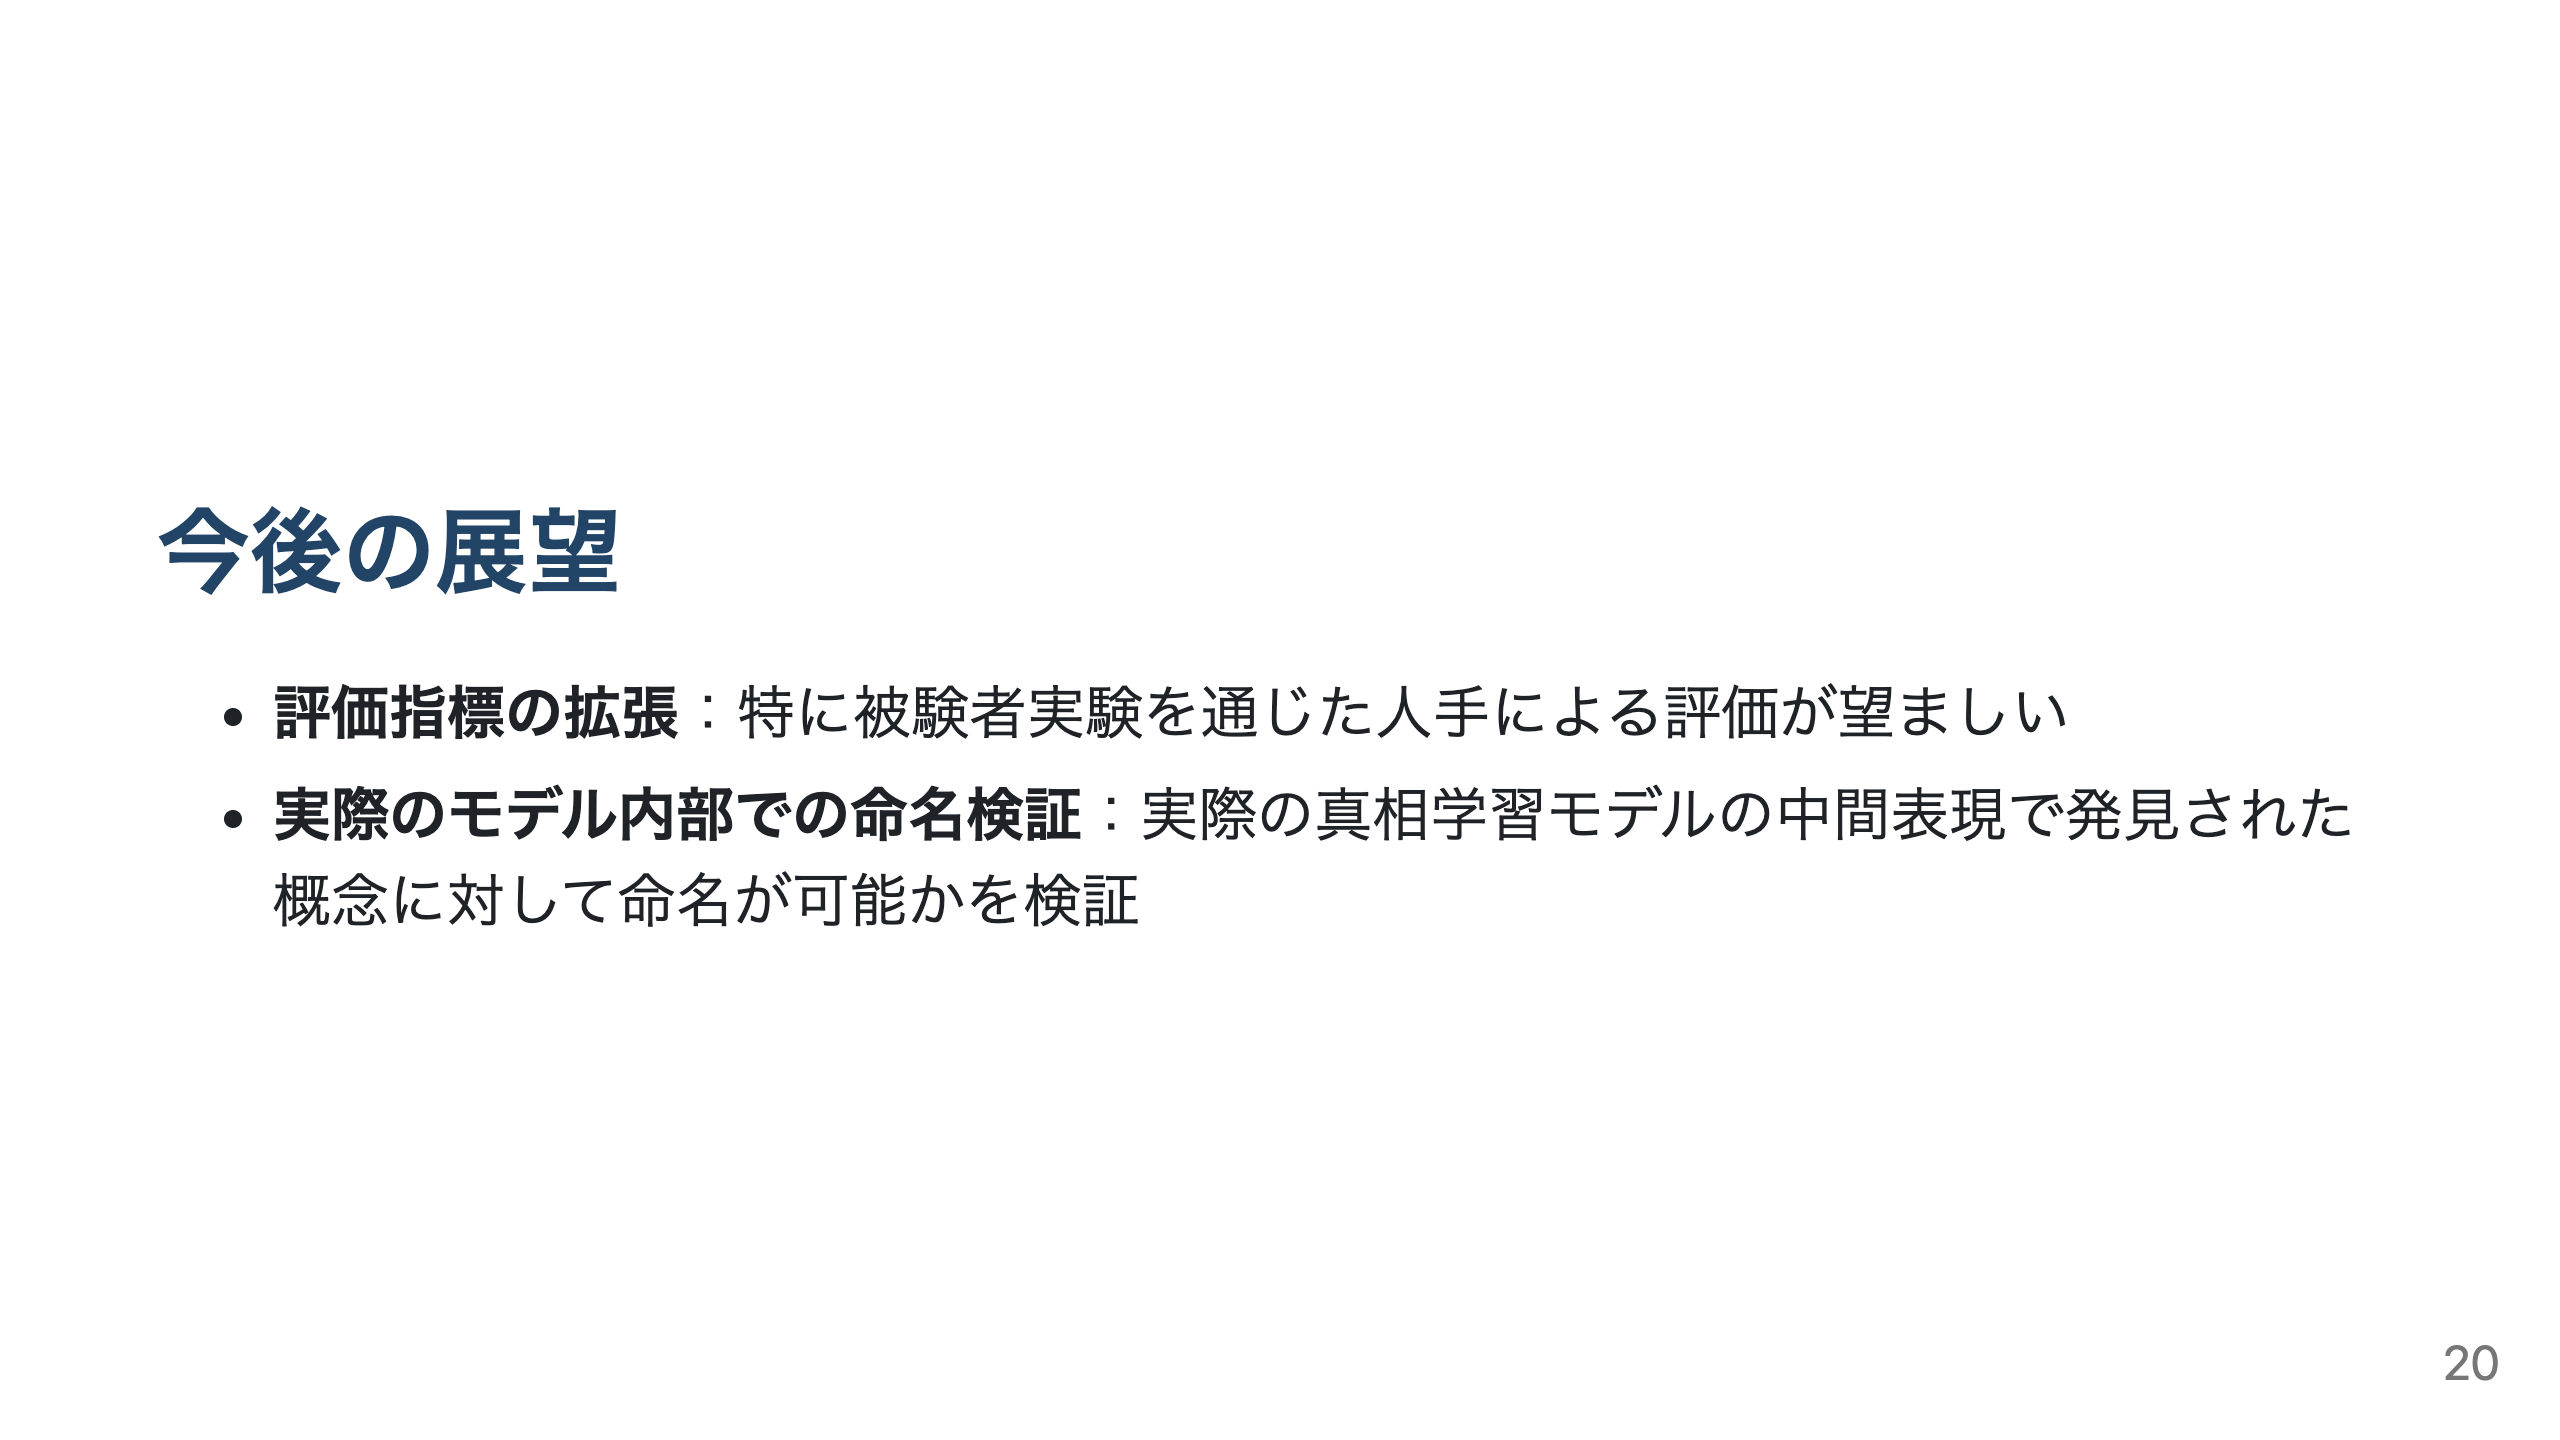 今後の展望
• 評価指標の拡張：特に被験者実験を通じた人手による評価が望ましい
• 実際のモデル内部での命名検証：実際の真相学習モデルの中間表現で発見された
概念に対して命名が可能かを検証
20